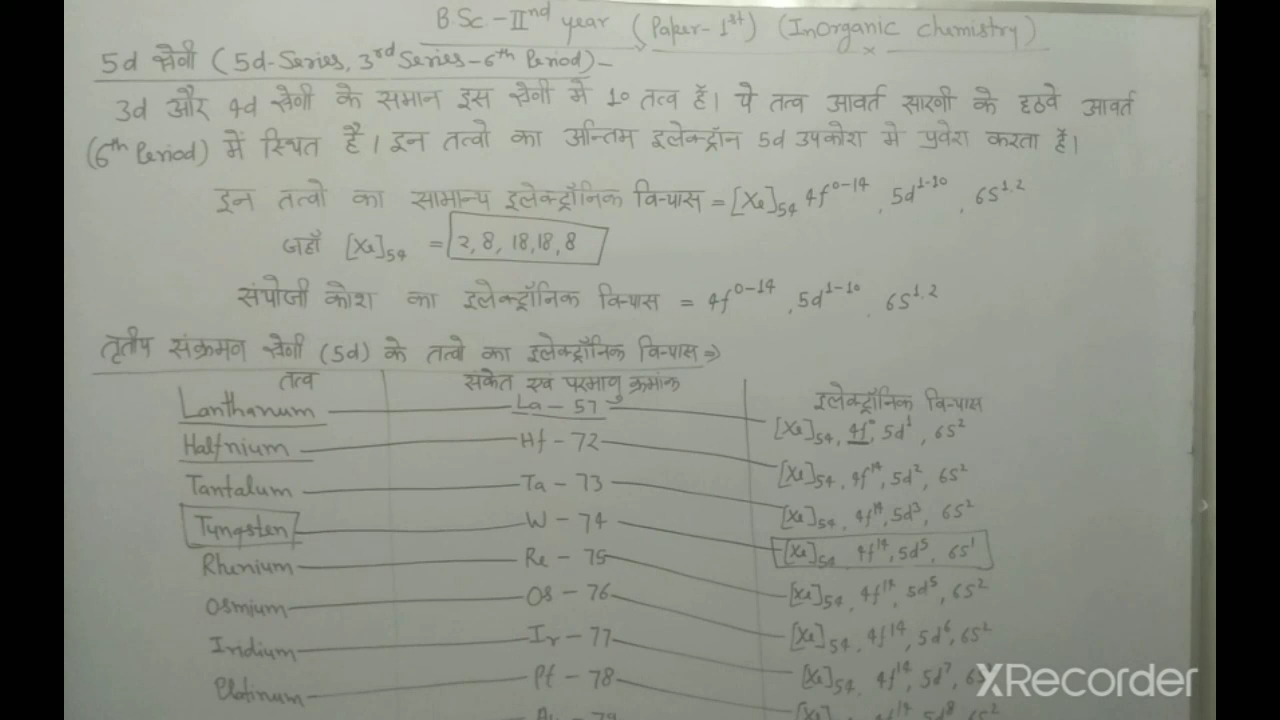 B.Sc - IInd year (Paper-1st) (Inorganic chemistry)
5d श्रेणी (5d-Series, 3rd Series-6th Period)-
3d और 4d श्रेणी के समान इस श्रेणी में 10 तत्व हैं। ये तत्व आवर्त सारणी के छठवे आवर्त
(6th Period) में स्थित है। इन तत्वो का अन्तिम इलेक्ट्रॉन 5d उपकोश मे प्रवेश करता हैं।
इन तत्वो का सामान्य इलेक्ट्रॉनिक विन्यास = [Xe]54 4f0-14, 5d1-10, 6S1,2
जहाँ [Xe]54 = 2, 8, 18, 18, 8
संयोजी कोश का इलेक्ट्रॉनिक विन्यास = 4f0-14, 5d1-10, 6S1,2
तृतीय संक्रमण श्रेणी (5d) के तत्वो का इलेक्ट्रॉनिक विन्यास ⇒
तत्व संकेत एवं परमाणु क्रमांक इलेक्ट्रॉनिक विन्यास
Lanthanum La - 57 [Xe]54, 4f0, 5d1, 6S2
Halfnium Hf - 72 [Xe]54, 4f14, 5d2, 6S2
Tantalum Ta - 73 [Xe]54, 4f14, 5d3, 6S2
Tungsten W - 74 [Xe]54, 4f14, 5d5, 6S1
Rhenium Re - 75 [Xe]54, 4f14, 5d5, 6S2
Osmium Os - 76 [Xe]54, 4f14, 5d6, 6S2
Iridium Ir - 77 [Xe]54, 4f14, 5d7, 6S
Platinum Pt - 78 [Xe] 4f14, 5d8, 6S2
79
XRecorder